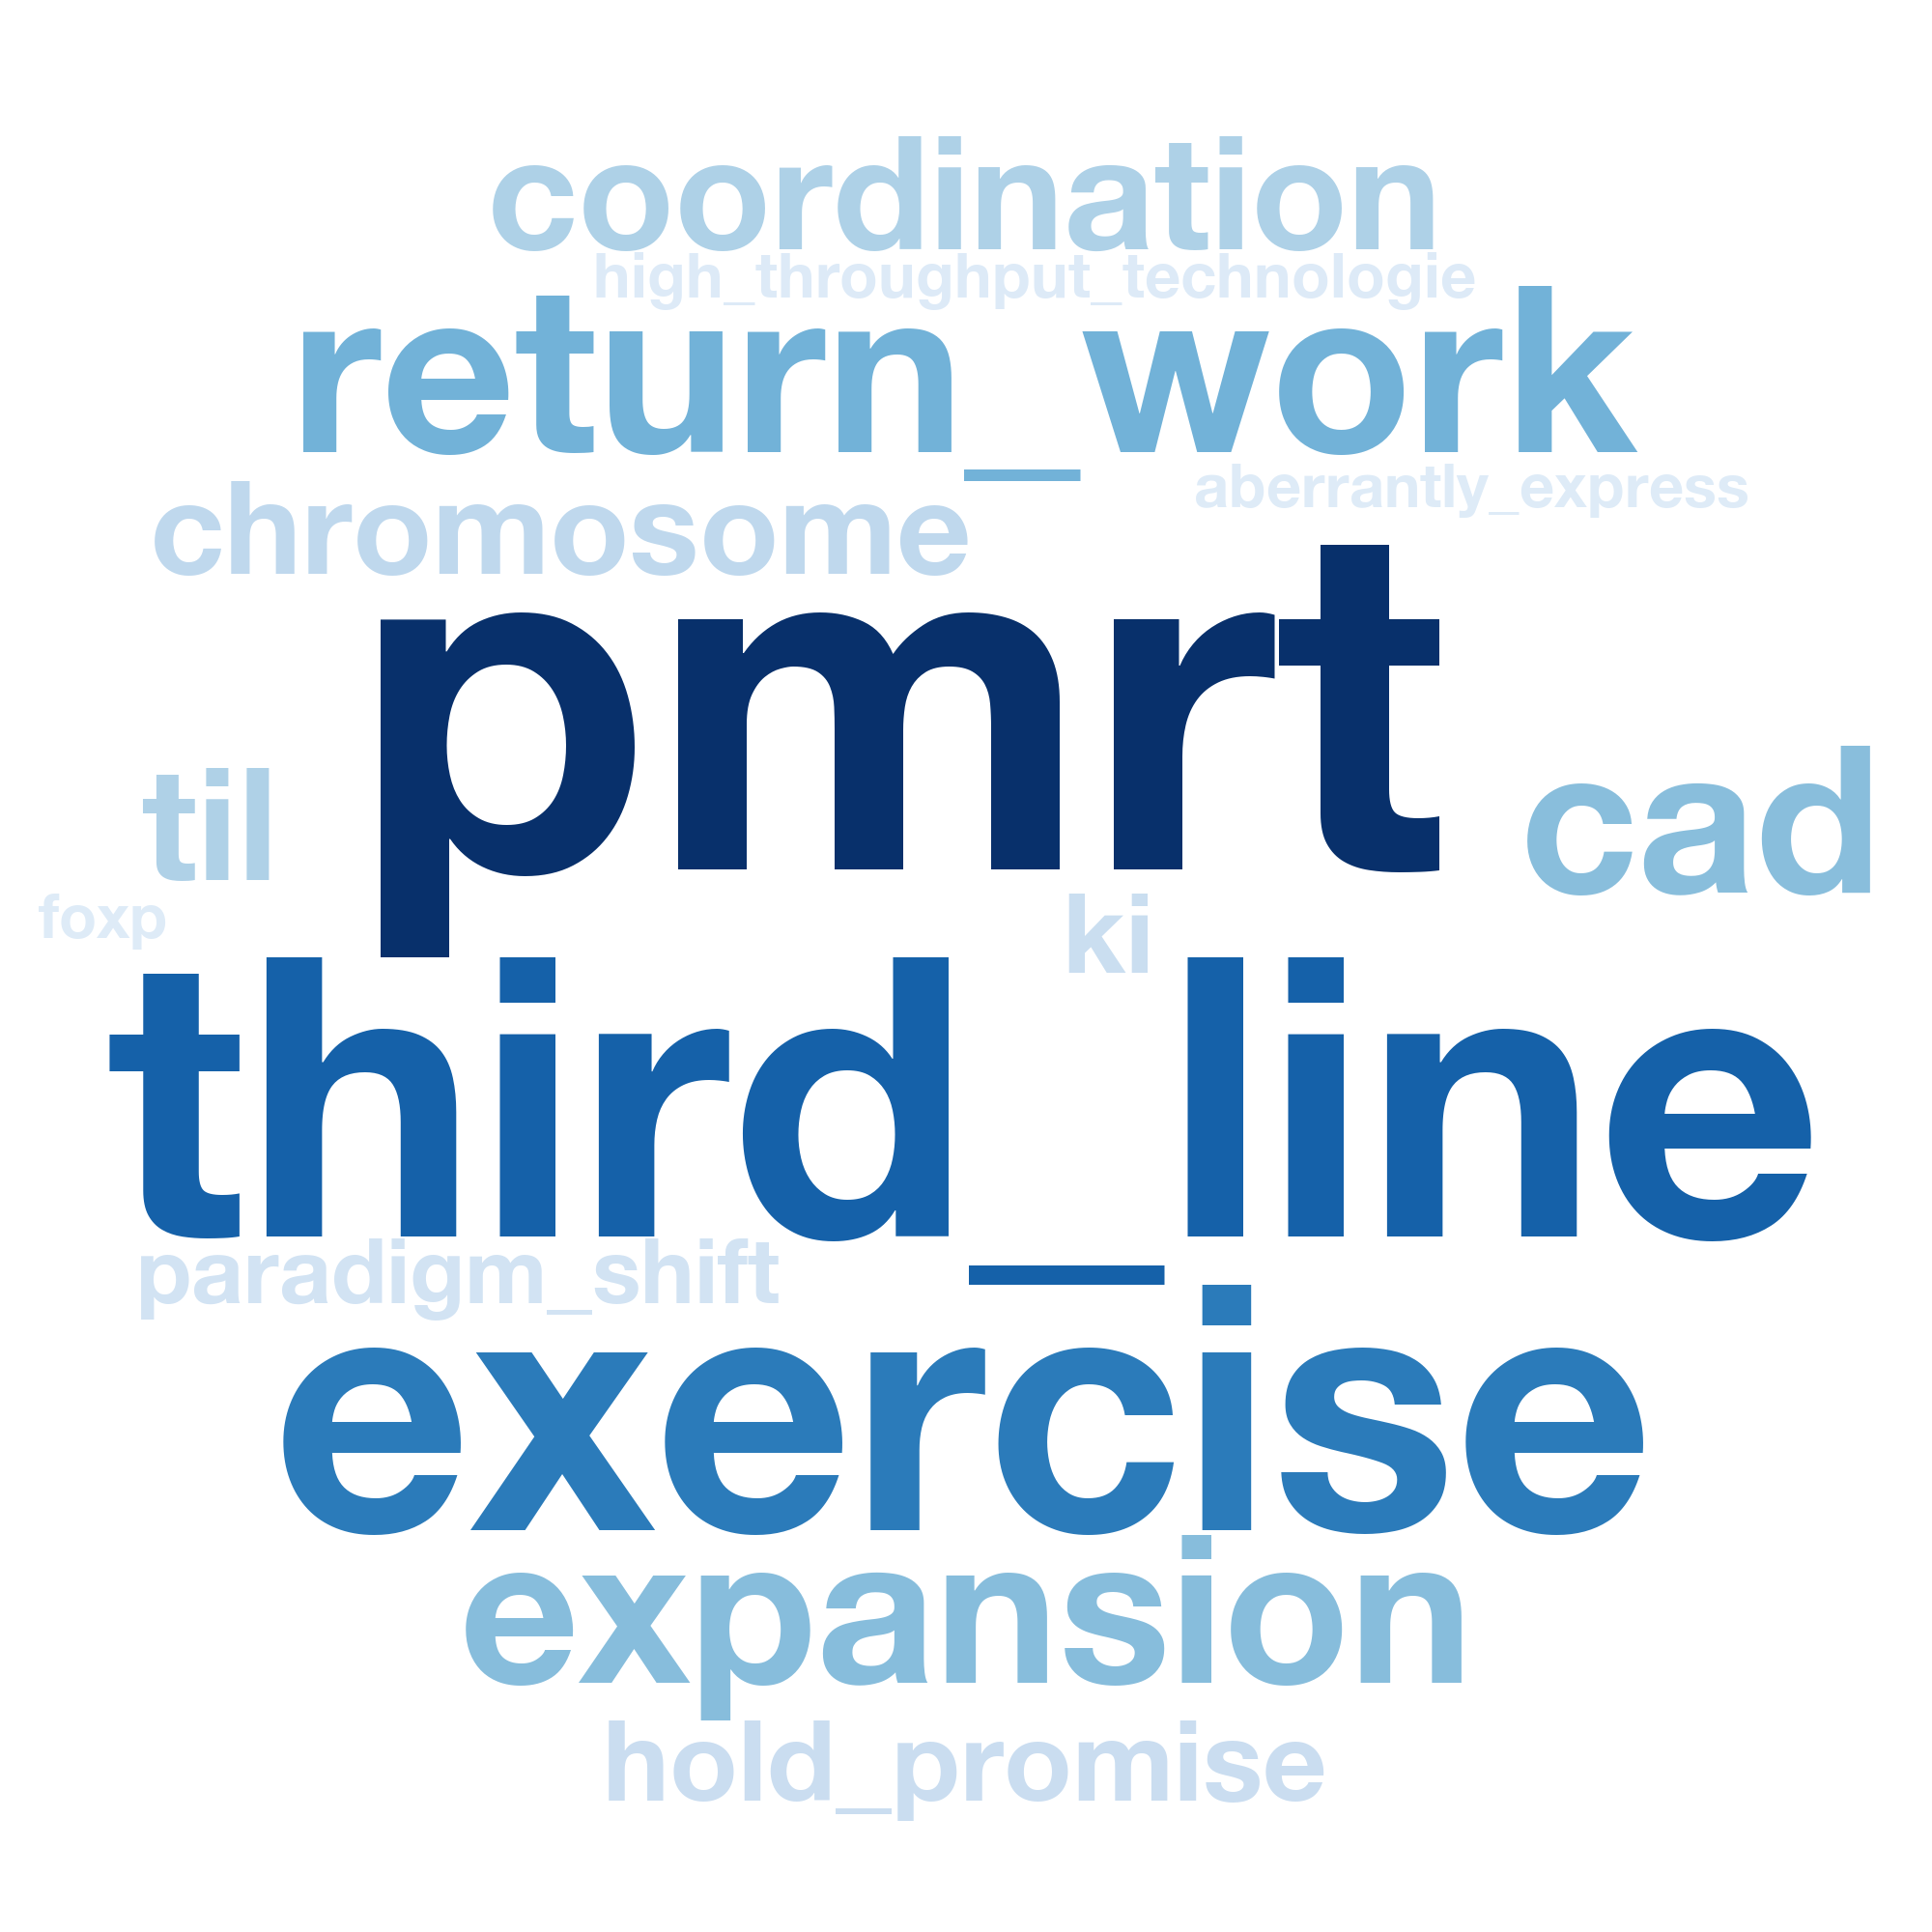 coordination
high_throughput_technologie
return_work
aberrantly_express
chromosome
pmrt
til
cad
foxp
ki
third_line
paradigm_shift
exercise
expansion
hold_promise